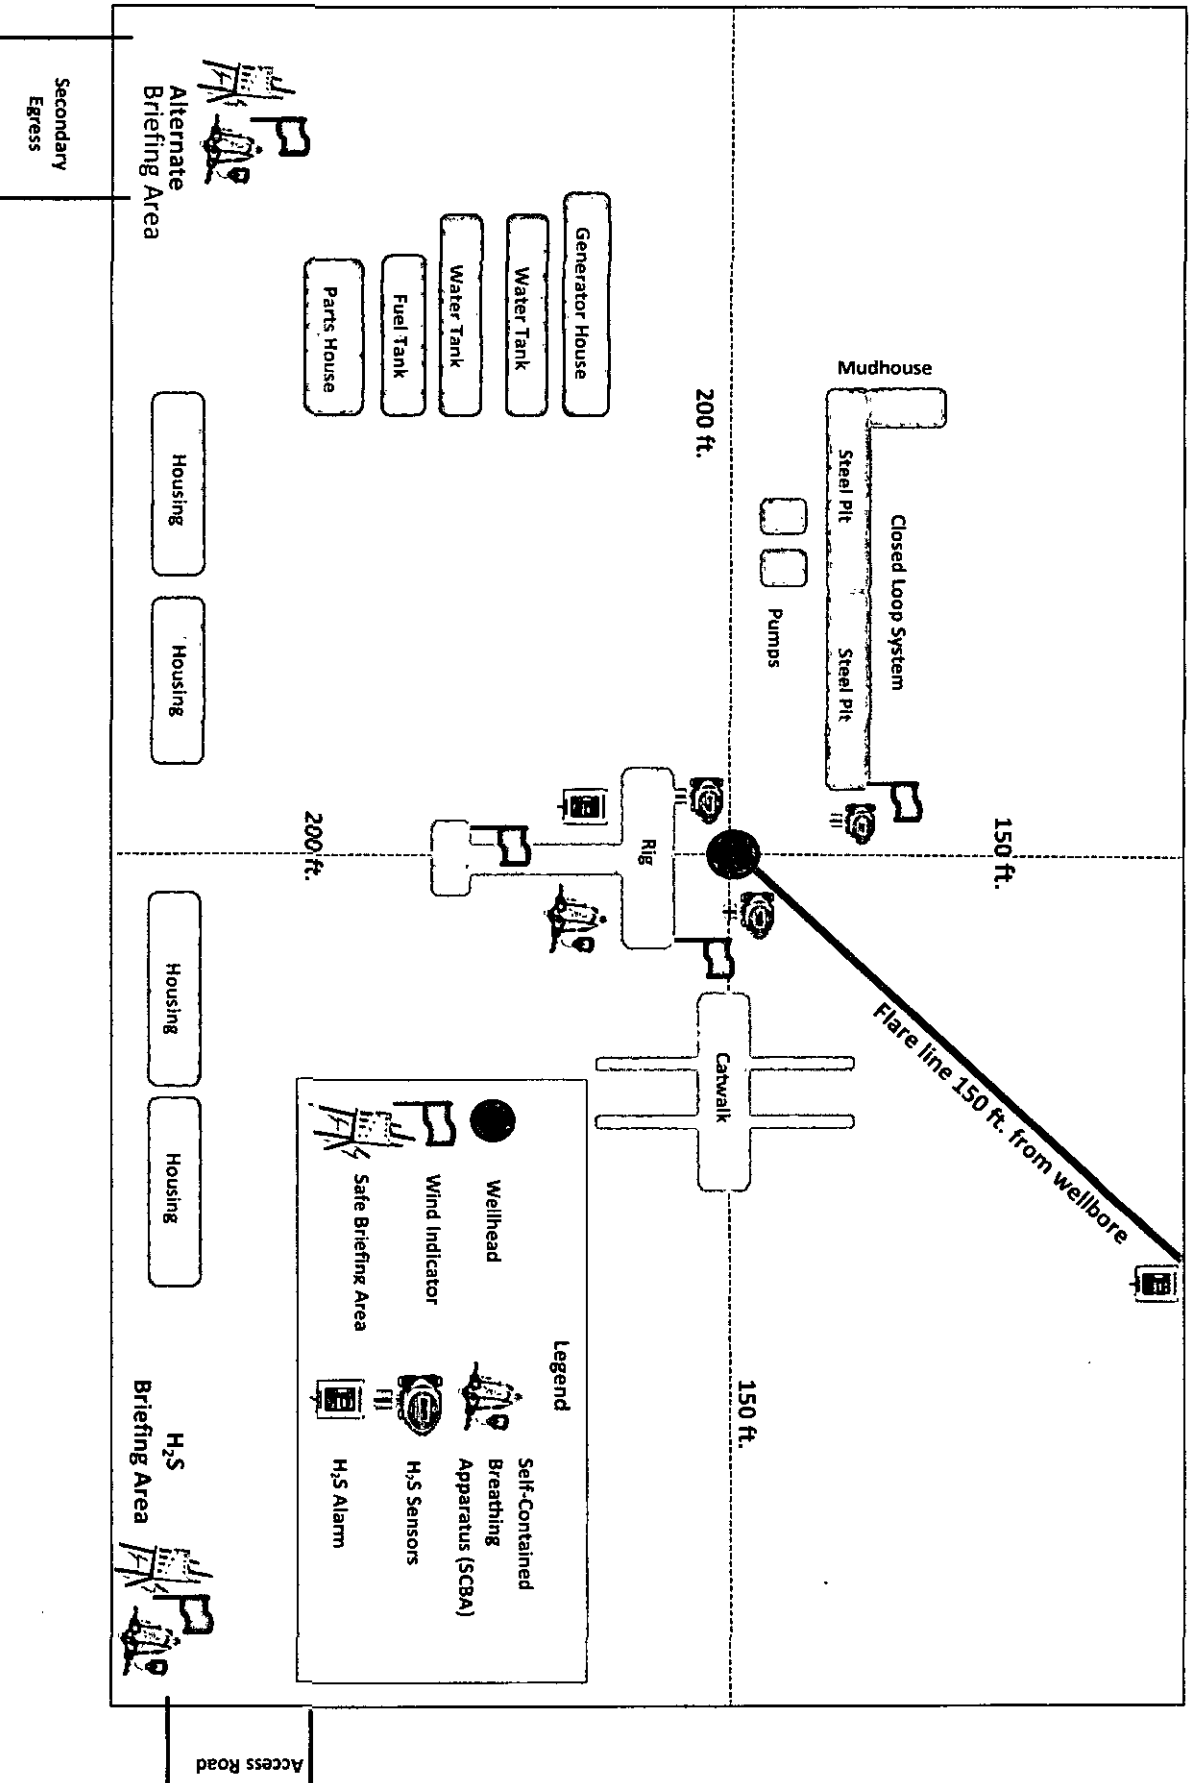 Secondary
Egress
Alternate
Briefing Area
Generator House
Water Tank
Water Tank
Fuel Tank
Parts House
Mudhouse
Steel Pit
Steel Pit
Closed Loop System
Pumps
200 ft.
150 ft.
200 ft.
150 ft.
Rig
Catwalk
Flare line 150 ft. from wellbore
Housing
Housing
Housing
Housing
Legend
Wellhead
Wind Indicator
Safe Briefing Area
Self-Contained
Breathing
Apparatus (SCBA)
H₂S Sensors
H₂S Alarm
H₂S
Briefing Area
Access Road